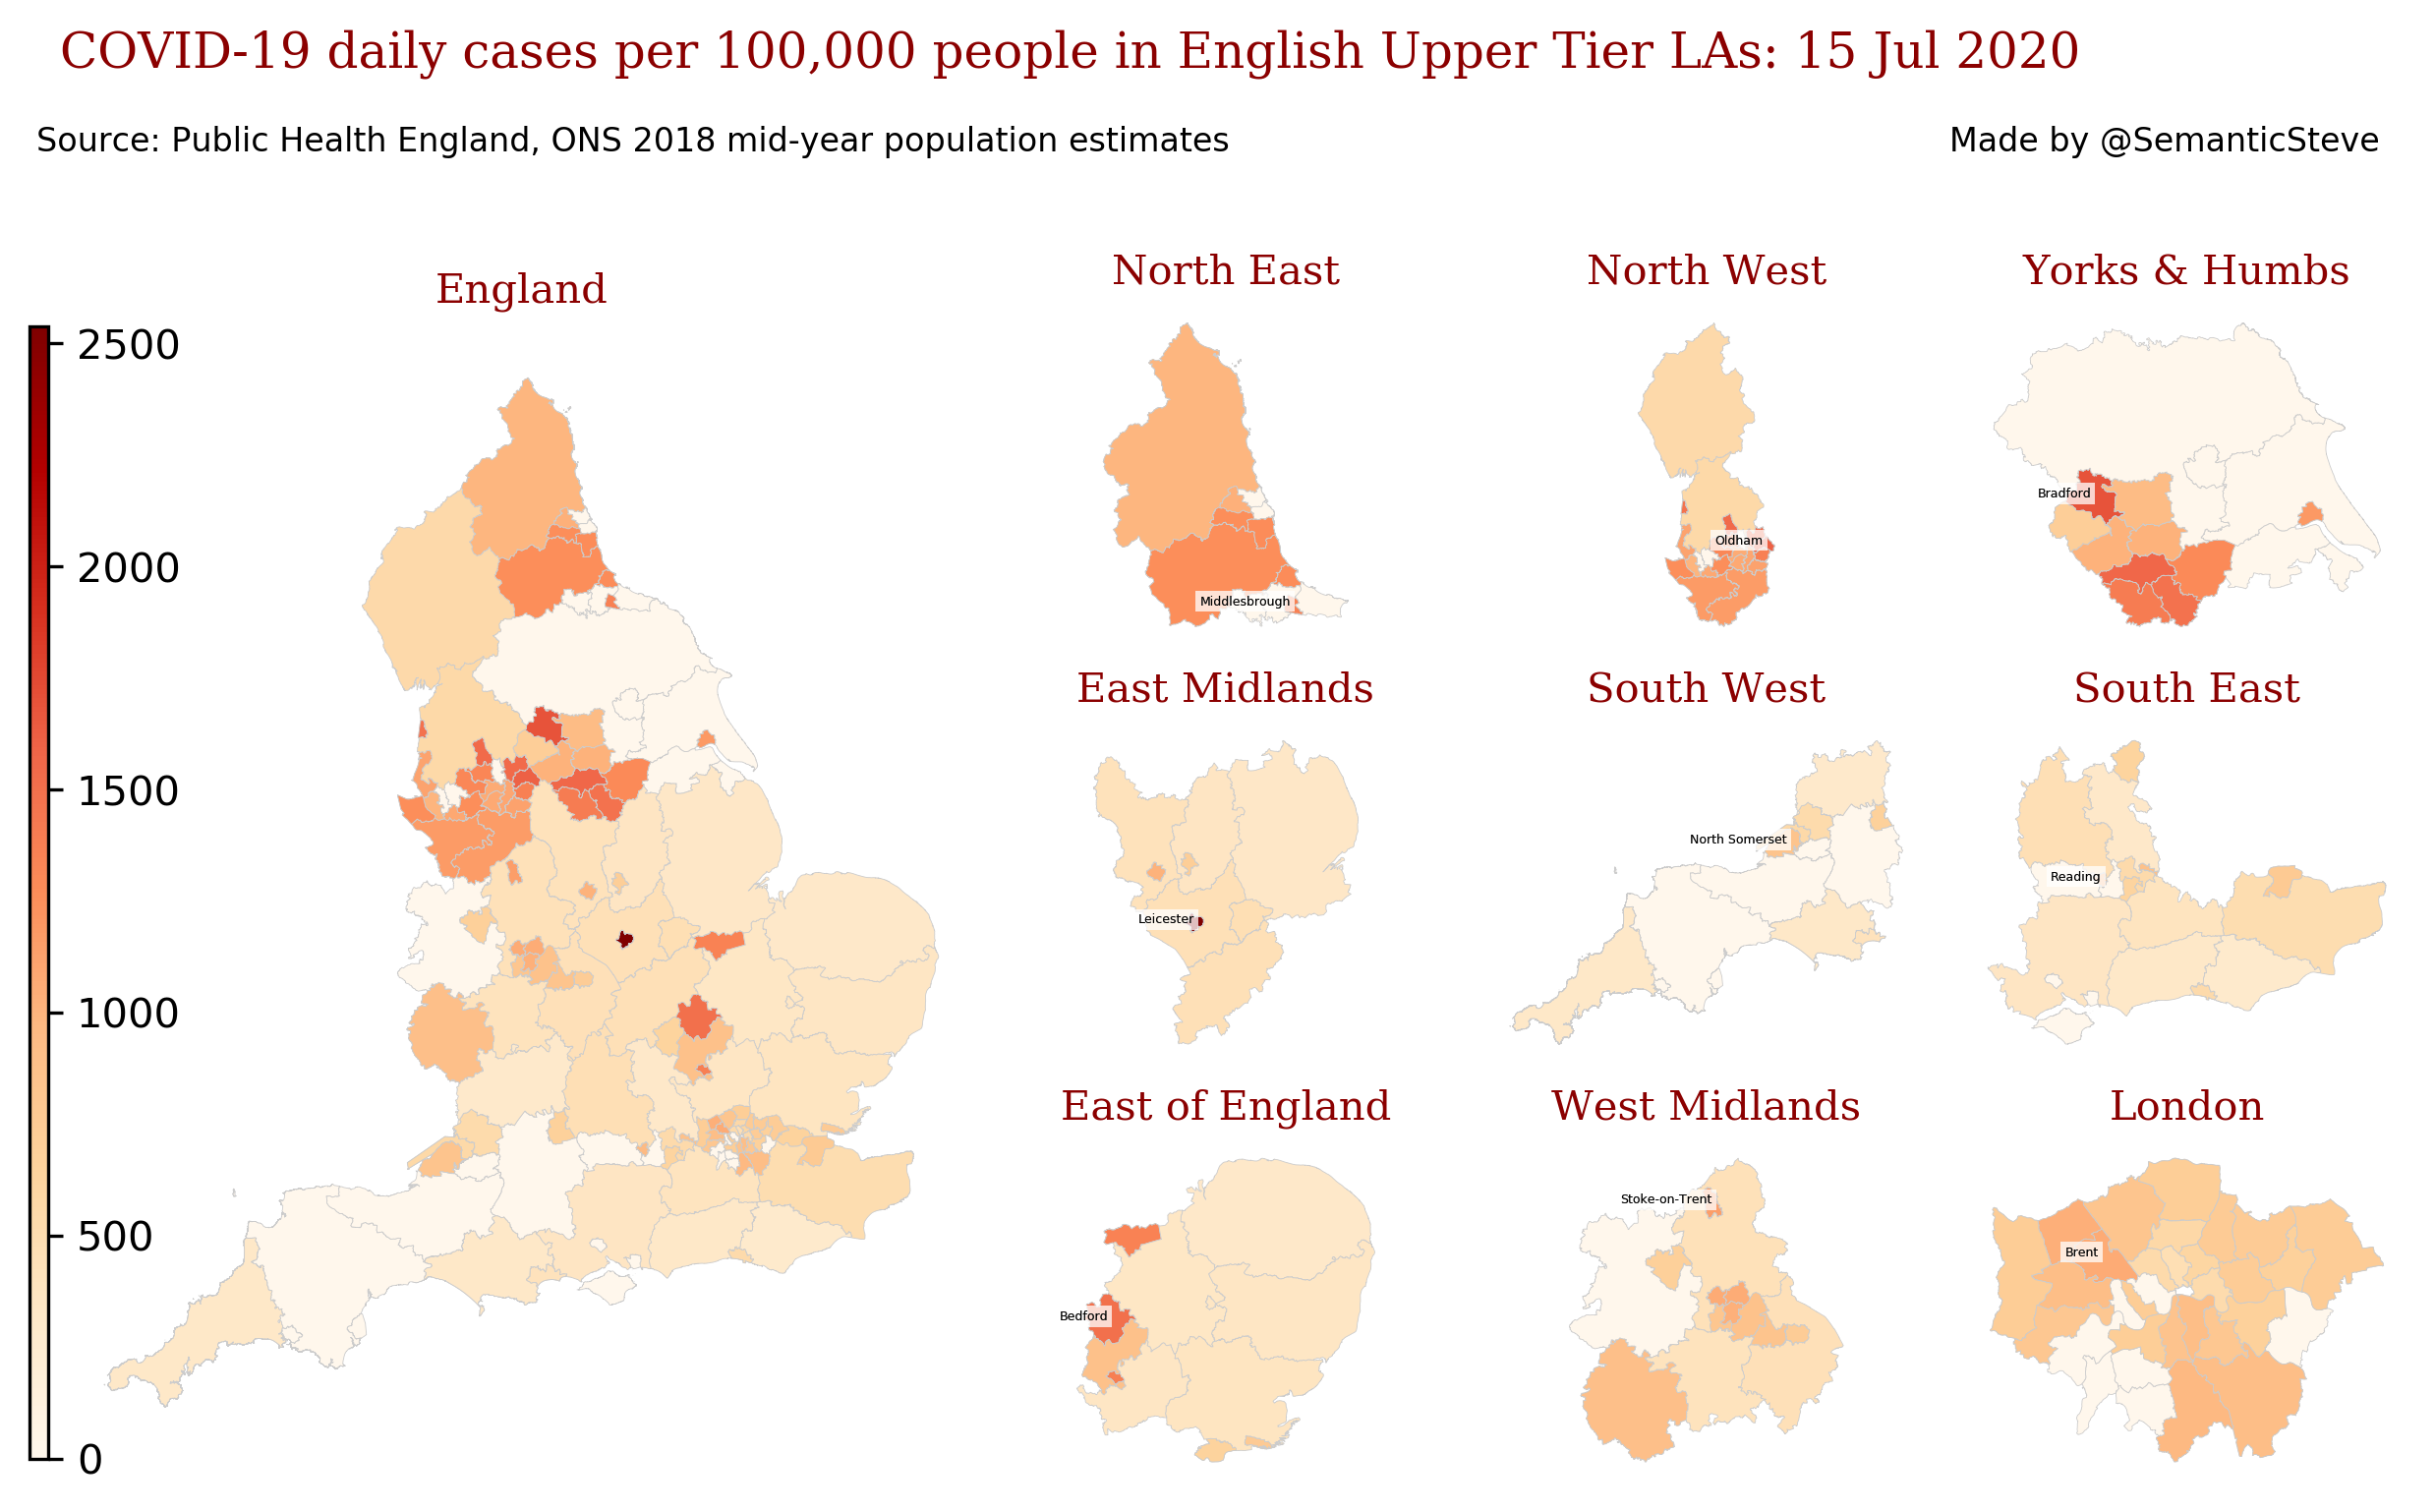 COVID-19 daily cases per 100,000 people in English Upper Tier LAs: 15 Jul 2020
Source: Public Health England, ONS 2018 mid-year population estimates
Made by @SemanticSteve
England
North East
North West
Yorks & Humbs
2500
2000
1500
1000
500
0
Bradford
Oldham
Middlesbrough
East Midlands
South West
South East
North Somerset
Reading
Leicester
East of England
West Midlands
London
Stoke-on-Trent
Brent
Bedford